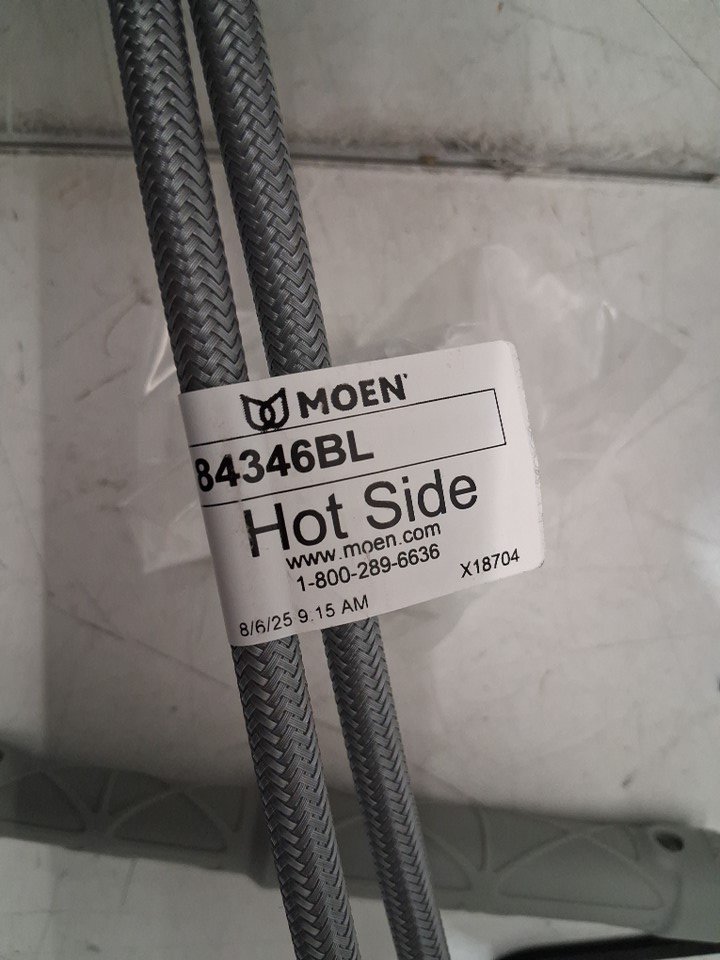 MOEN
84346BL
Hot Side
www.moen.com
1-800-289-6636
X18704
8/6/25 9.15 AM